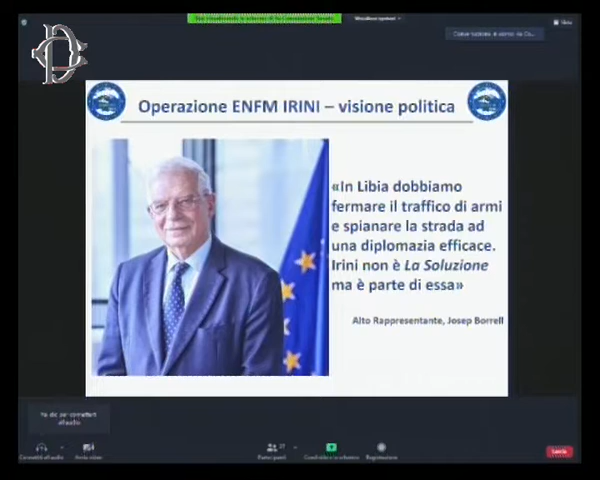 Operazione ENFM IRINI – visione politica
«In Libia dobbiamo
fermare il traffico di armi
e spianare la strada ad
una diplomazia efficace.
Irini non è La Soluzione
ma è parte di essa»
Alto Rappresentante, Josep Borrell